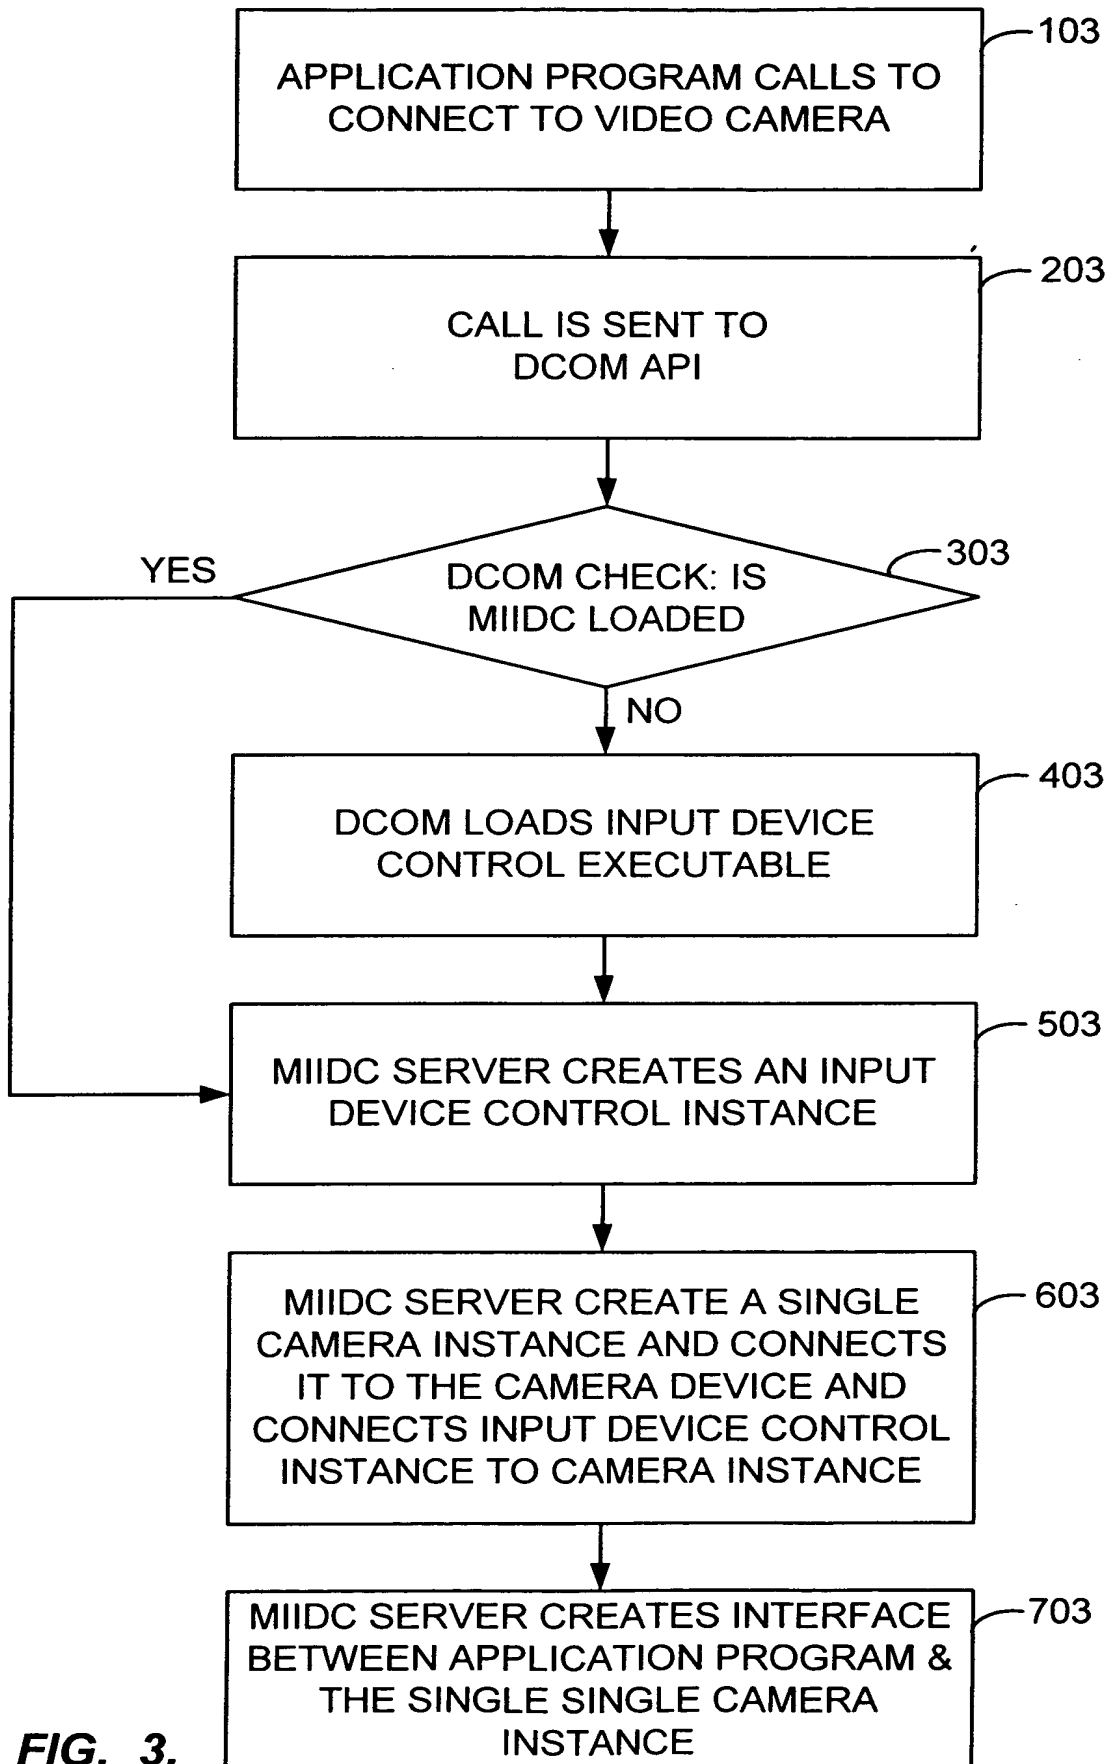 APPLICATION PROGRAM CALLS TO
CONNECT TO VIDEO CAMERA
103
CALL IS SENT TO
DCOM API
203
DCOM CHECK: IS
MIIDC LOADED
303
YES
NO
DCOM LOADS INPUT DEVICE
CONTROL EXECUTABLE
403
MIIDC SERVER CREATES AN INPUT
DEVICE CONTROL INSTANCE
503
MIIDC SERVER CREATE A SINGLE
CAMERA INSTANCE AND CONNECTS
IT TO THE CAMERA DEVICE AND
CONNECTS INPUT DEVICE CONTROL
INSTANCE TO CAMERA INSTANCE
603
MIIDC SERVER CREATES INTERFACE
BETWEEN APPLICATION PROGRAM &
THE SINGLE SINGLE CAMERA
INSTANCE
703
FIG. 3.